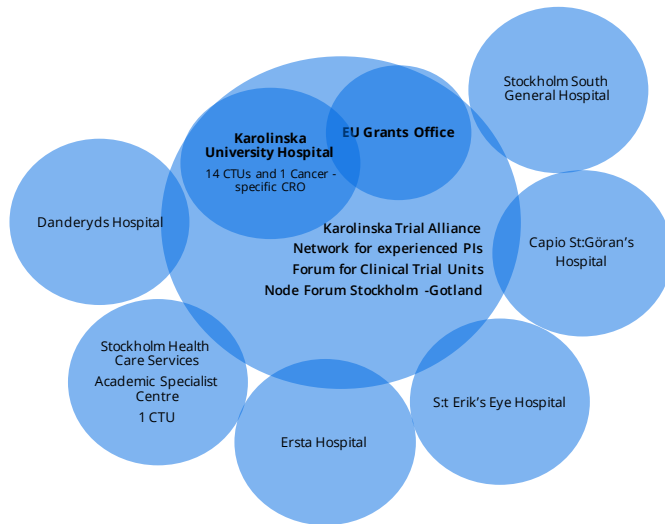 Stockholm South
General Hospital
EU Grants Office
Karolinska
University Hospital
14 CTUs and 1 Cancer -
specific CRO
Danderyds Hospital
Karolinska Trial Alliance
Network for experienced PIs
Forum for Clinical Trial Units
Node Forum Stockholm -Gotland
Capio St:Göran's
Hospital
Stockholm Health
Care Services
Academic Specialist
Centre
1 CTU
Ersta Hospital
S:t Erik's Eye Hospital